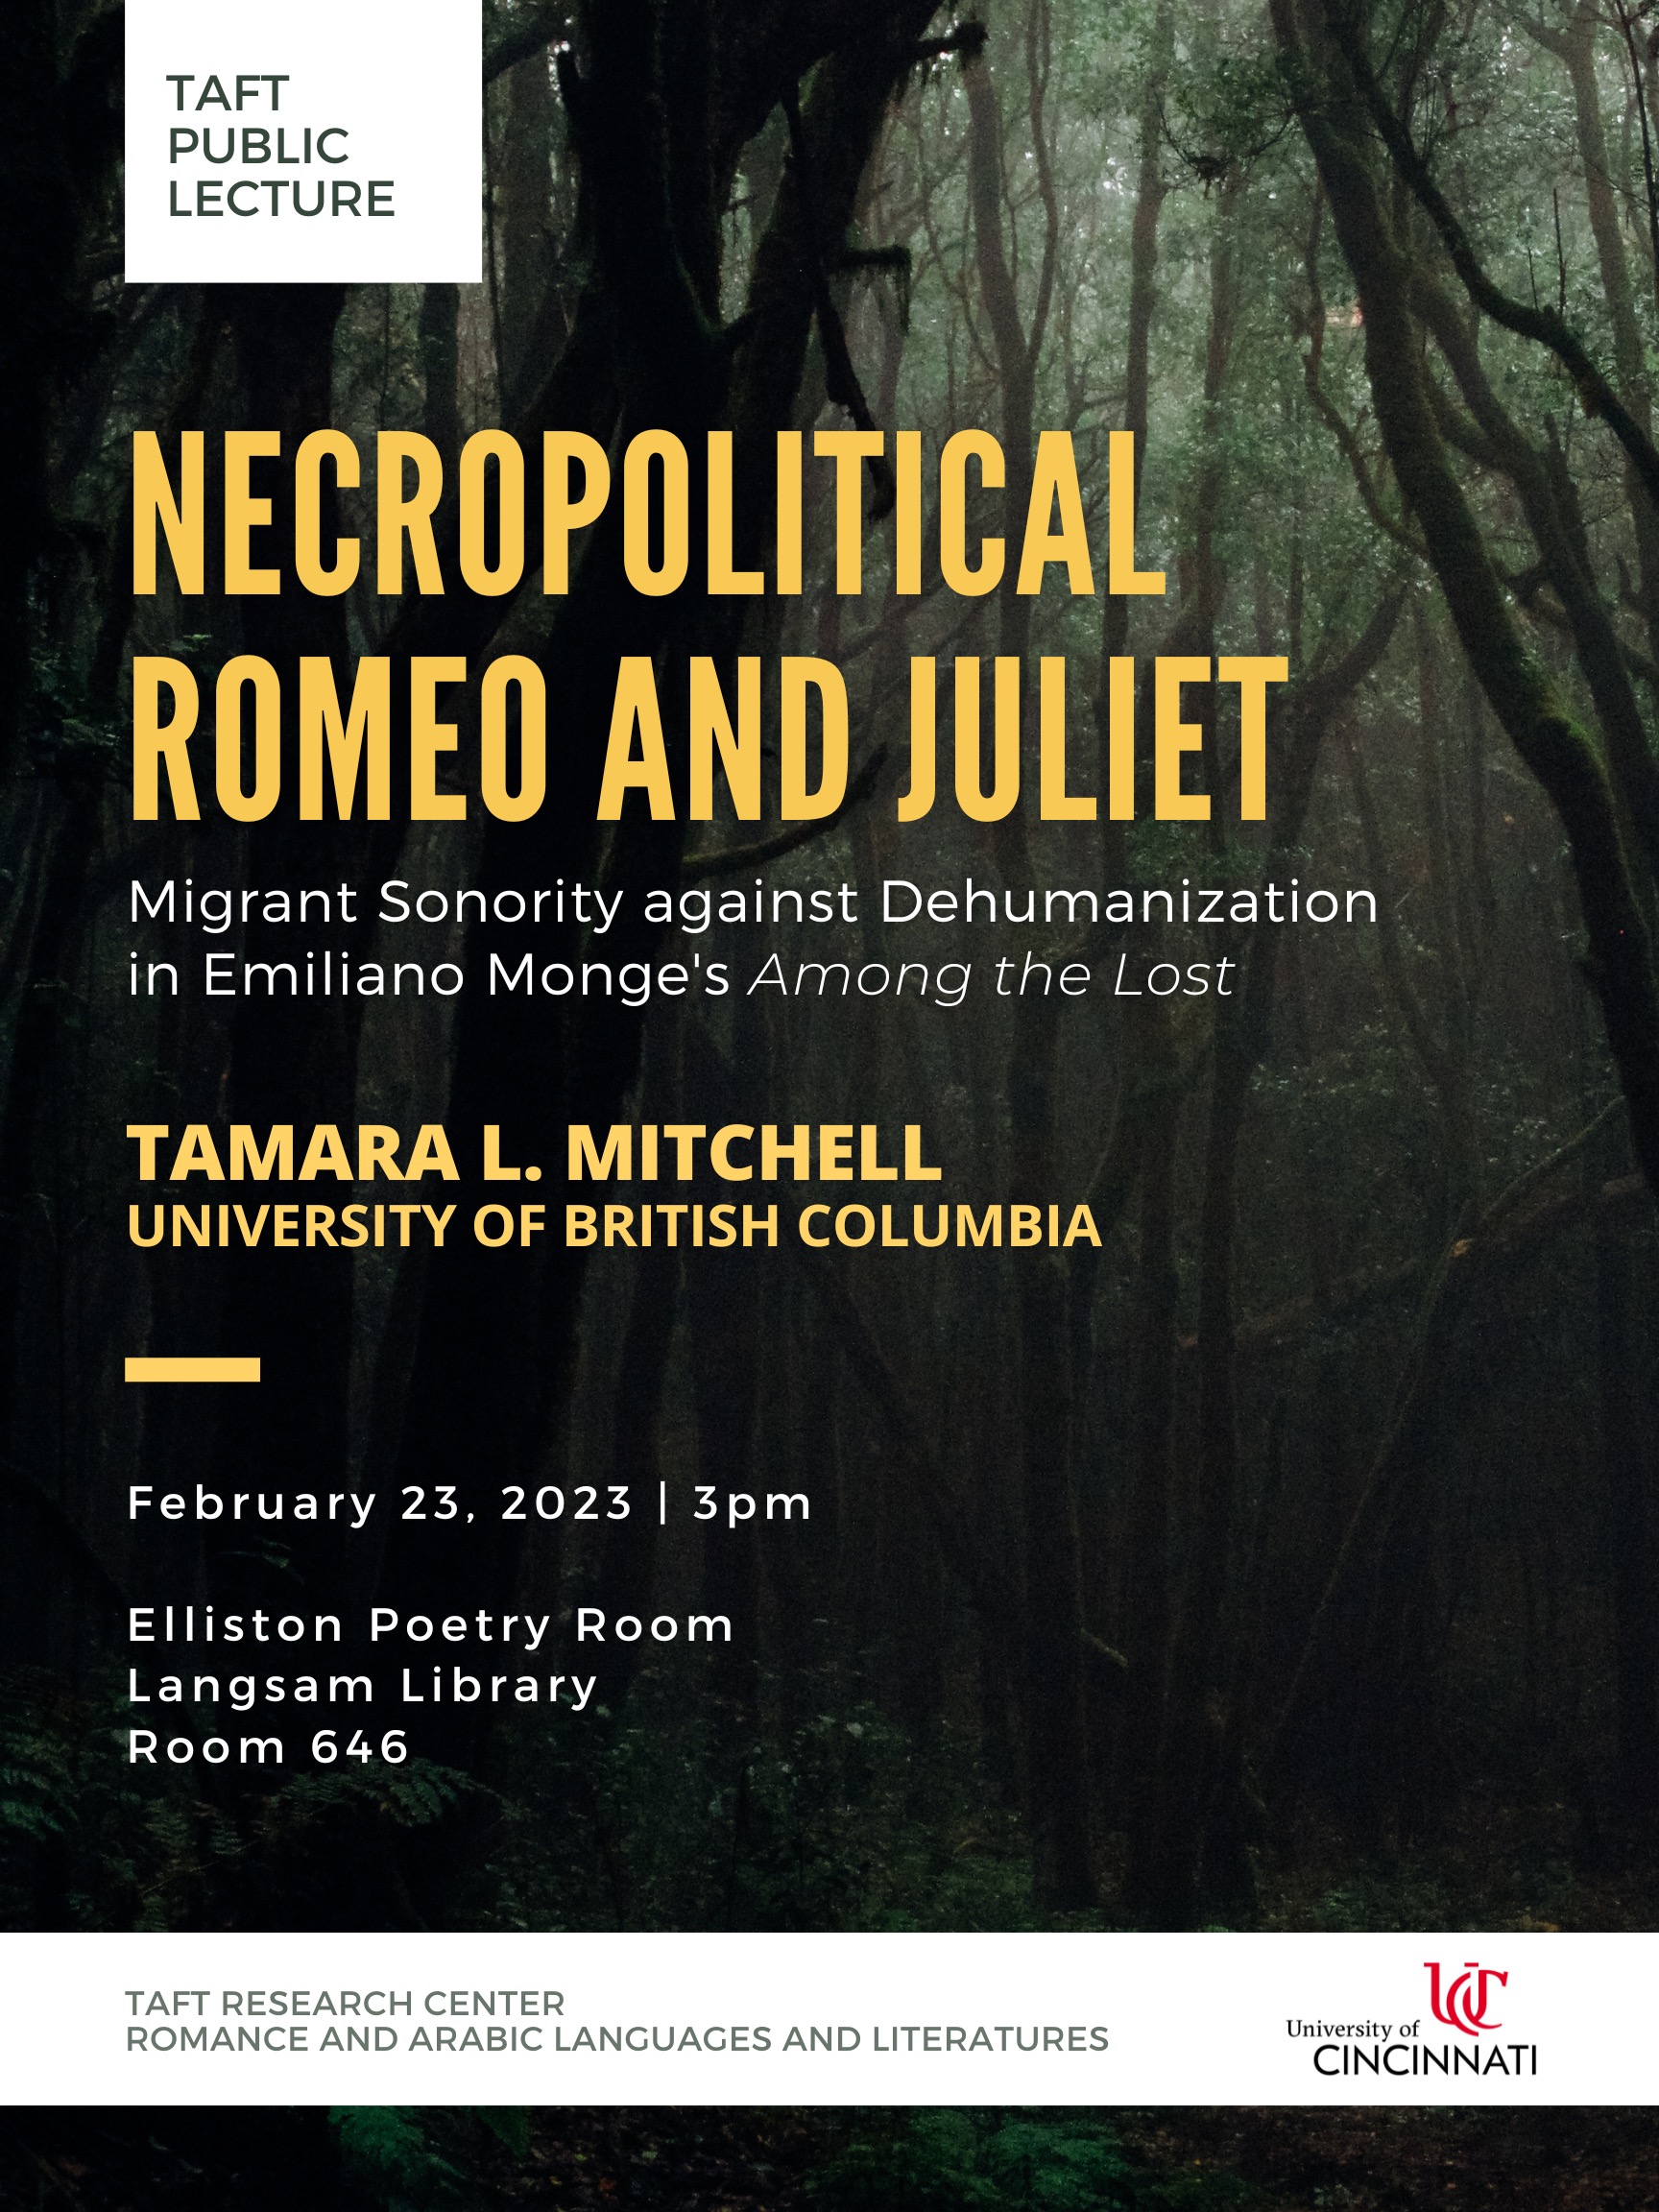 TAFT
PUBLIC
LECTURE
NECROPOLITICAL
ROMEO AND JULIET
Migrant Sonority against Dehumanization
in Emiliano Monge's Among the Lost
TAMARA L. MITCHELL
UNIVERSITY OF BRITISH COLUMBIA
February 23, 2023 | 3pm
Elliston Poetry Room
Langsam Library
Room 646
TAFT RESEARCH CENTER
ROMANCE AND ARABIC LANGUAGES AND LITERATURES
UC
University of
CINCINNATI